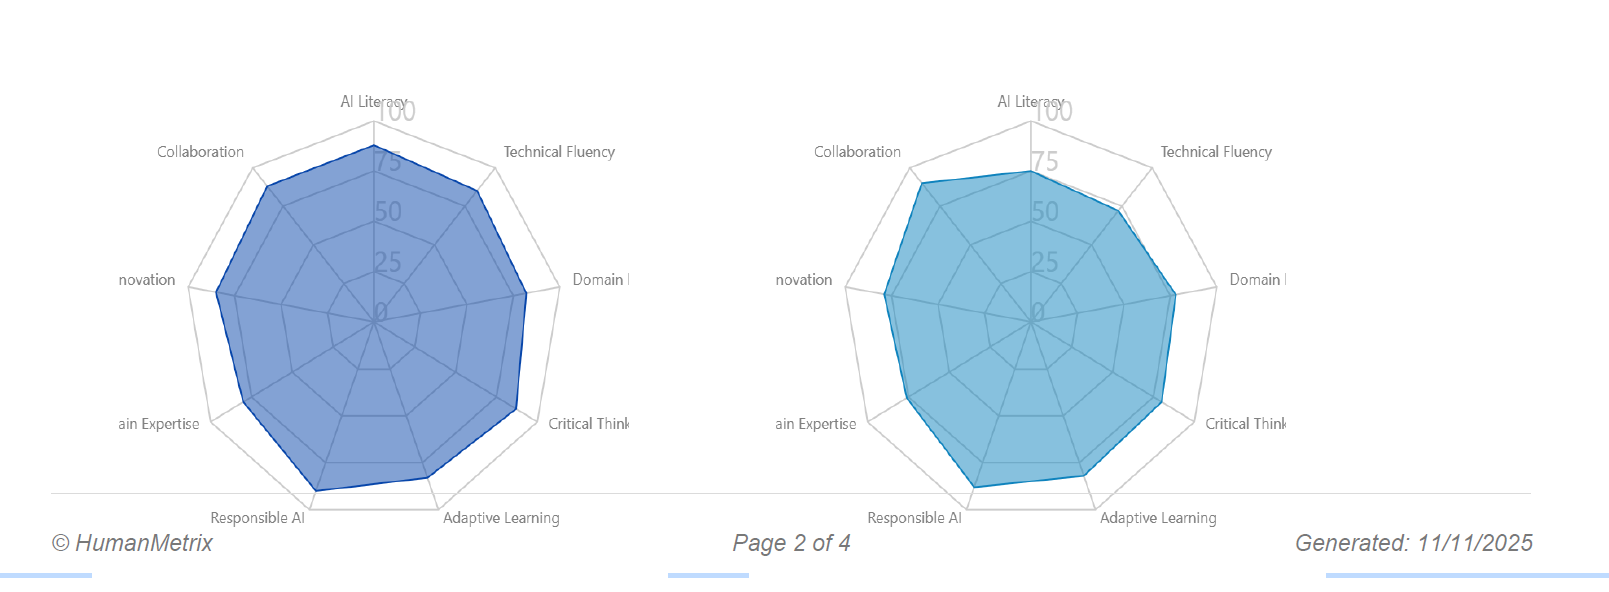 AI Literacy
100
Collaboration
Technical Fluency
75
50
25
novation
Domain
0
ain Expertise
Critical Think
Responsible AI
Adaptive Learning
AI Literacy
100
Collaboration
Technical Fluency
75
50
25
novation
Domain
0
ain Expertise
Critical Think
Responsible AI
Adaptive Learning
© HumanMetrix
Page 2 of 4
Generated: 11/11/2025